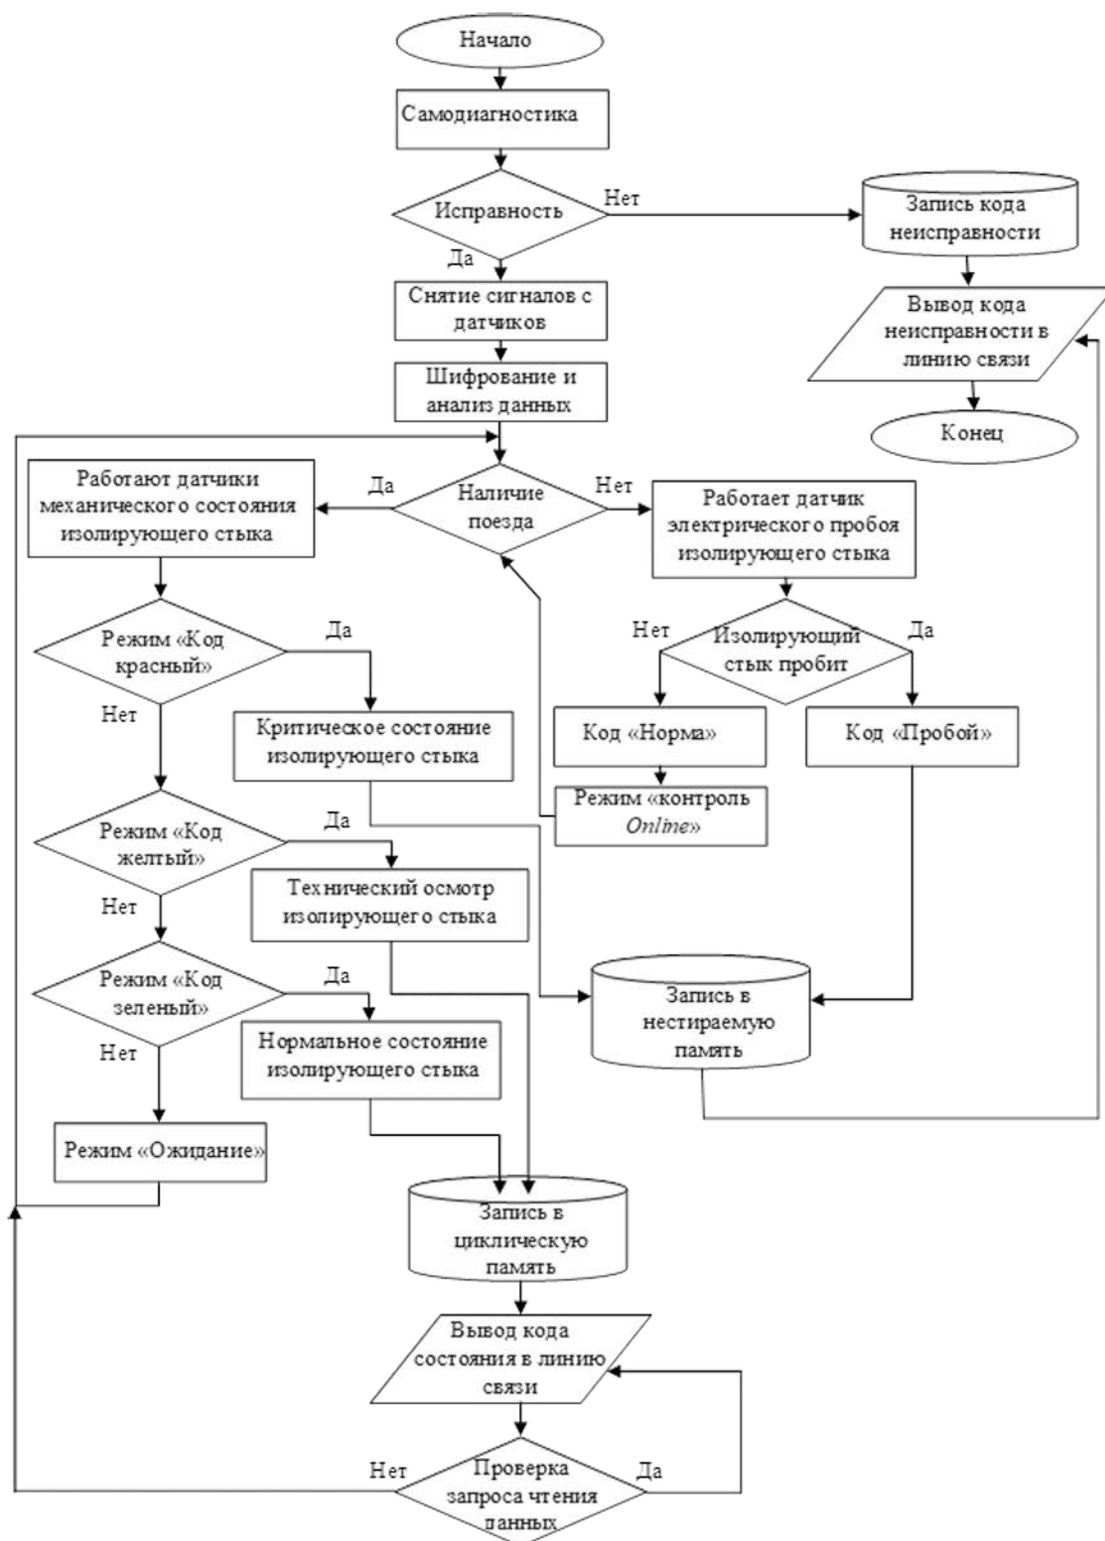 Начало
Самодиагностика
Исправность
Нет
Запись кода
неисправности
Да
Снятие сигналов с
датчиков
Вывод кода
неисправности в
линию связи
Шифрование и
анализ данных
Конец
Работают датчики
механического состояния
изолирующего стыка
Да
Наличие
поезда
Нет
Работает датчик
электрического пробоя
изолирующего стыка
Режим «Код
красный»
Да
Нет
Изолирующий
стык пробит
Да
Нет
Критическое состояние
изолирующего стыка
Код «Норма»
Код «Пробой»
Режим «контроль
Online»
Режим «Код
желтый»
Да
Нет
Технический осмотр
изолирующего стыка
Режим «Код
зеленый»
Да
Запись в
нестираемую
память
Нет
Нормальное состояние
изолирующего стыка
Режим «Ожидание»
Запись в
циклическую
память
Вывод кода
состояния в линию
связи
Нет
Проверка
запроса чтения
данных
Да